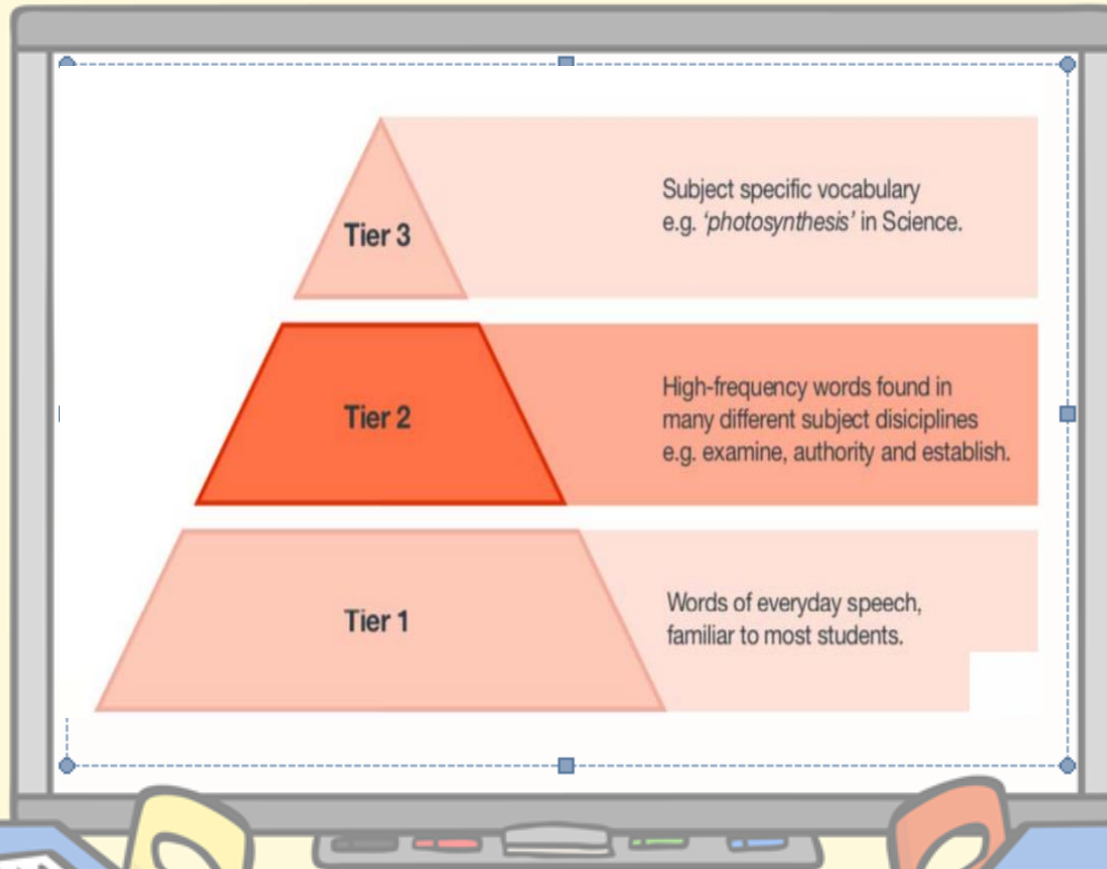 Tier 3
Subject specific vocabulary
e.g. ‘photosynthesis’ in Science.
Tier 2
High-frequency words found in
many different subject disiciplines
e.g. examine, authority and establish.
Tier 1
Words of everyday speech,
familiar to most students.